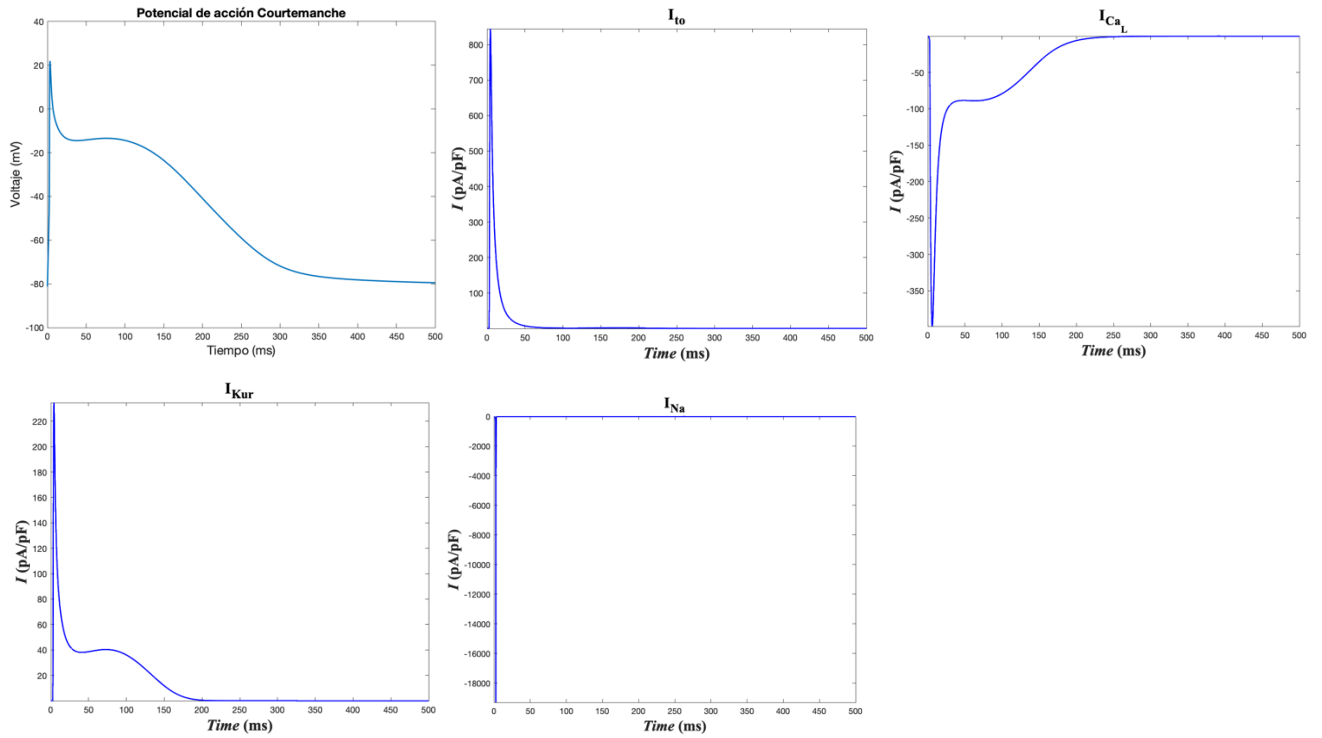 Potencial de acción Courtemanche
40
20
0
-20
-40
-60
-80
-100
Voltaje (mV)
0 50 100 150 200 250 300 350 400 450 500
Tiempo (ms)
I_to
800
700
600
500
400
300
200
100
I (pA/pF)
0 50 100 150 200 250 300 350 400 450 500
Time (ms)
I_Ca_L
-50
-100
-150
-200
-250
-300
-350
I (pA/pF)
0 50 100 150 200 250 300 350 400 450 500
Time (ms)
I_Kur
220
200
180
160
140
120
100
80
60
40
20
I (pA/pF)
0 50 100 150 200 250 300 350 400 450 500
Time (ms)
I_Na
0
-2000
-4000
-6000
-8000
-10000
-12000
-14000
-16000
-18000
I (pA/pF)
0 50 100 150 200 250 300 350 400 450 500
Time (ms)